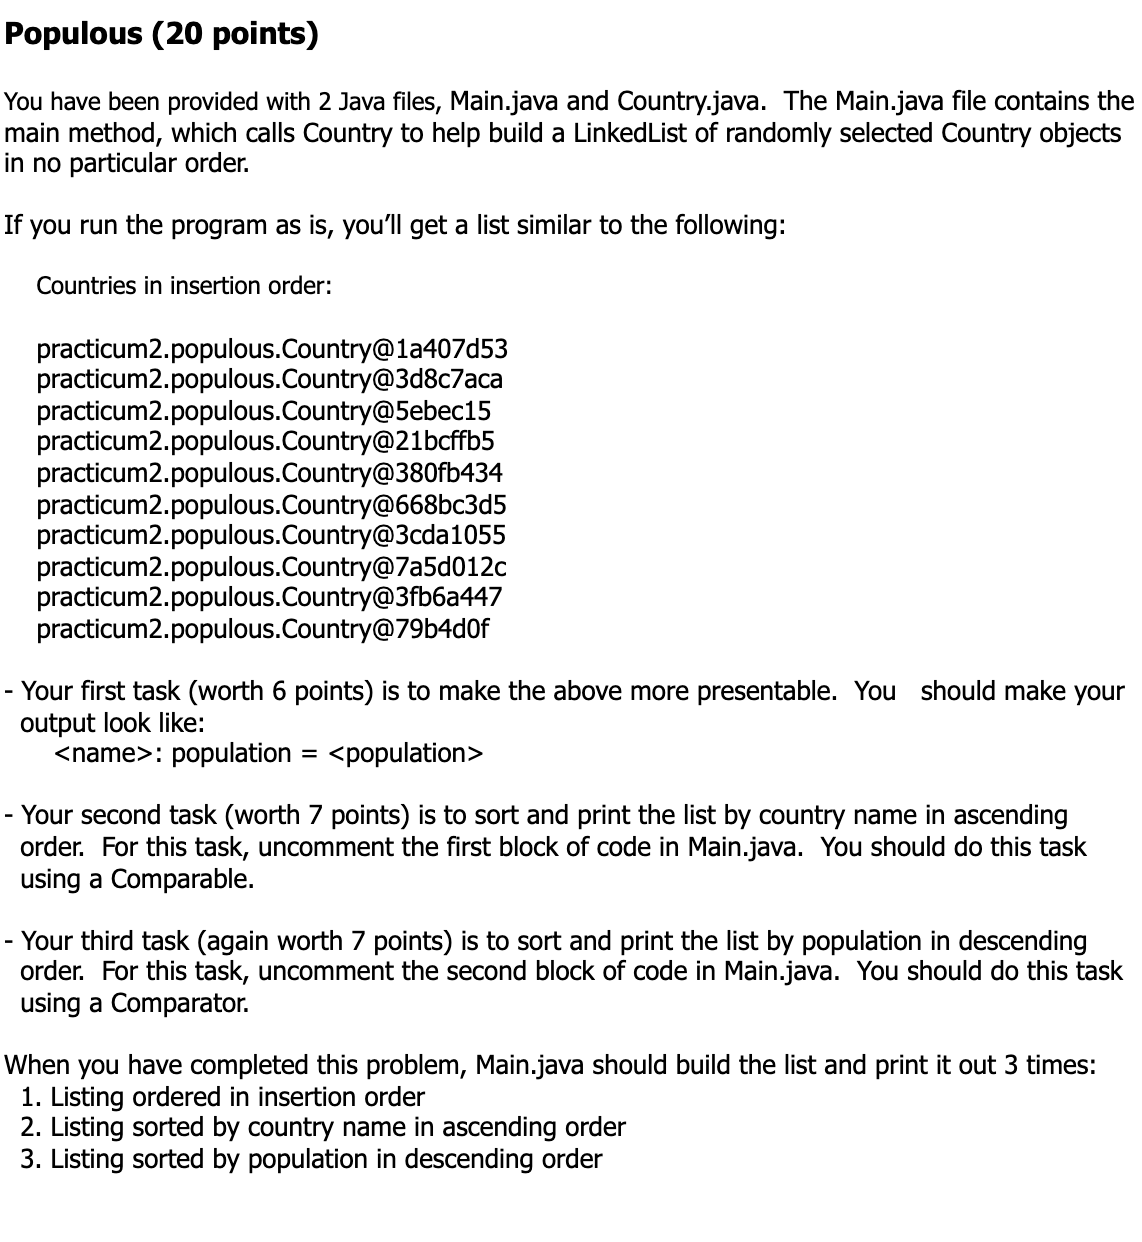 Populous (20 points)
You have been provided with 2 Java files, Main.java and Country.java.  The Main.java file contains the
main method, which calls Country to help build a LinkedList of randomly selected Country objects
in no particular order.
If you run the program as is, you’ll get a list similar to the following:
Countries in insertion order:
practicum2.populous.Country@1a407d53
practicum2.populous.Country@3d8c7aca
practicum2.populous.Country@5ebec15
practicum2.populous.Country@21bcffb5
practicum2.populous.Country@380fb434
practicum2.populous.Country@668bc3d5
practicum2.populous.Country@3cda1055
practicum2.populous.Country@7a5d012c
practicum2.populous.Country@3fb6a447
practicum2.populous.Country@79b4d0f
- Your first task (worth 6 points) is to make the above more presentable.  You   should make your
output look like:
<name>: population = <population>
- Your second task (worth 7 points) is to sort and print the list by country name in ascending
order.  For this task, uncomment the first block of code in Main.java.  You should do this task
using a Comparable.
- Your third task (again worth 7 points) is to sort and print the list by population in descending
order.  For this task, uncomment the second block of code in Main.java.  You should do this task
using a Comparator.
When you have completed this problem, Main.java should build the list and print it out 3 times:
1. Listing ordered in insertion order
2. Listing sorted by country name in ascending order
3. Listing sorted by population in descending order